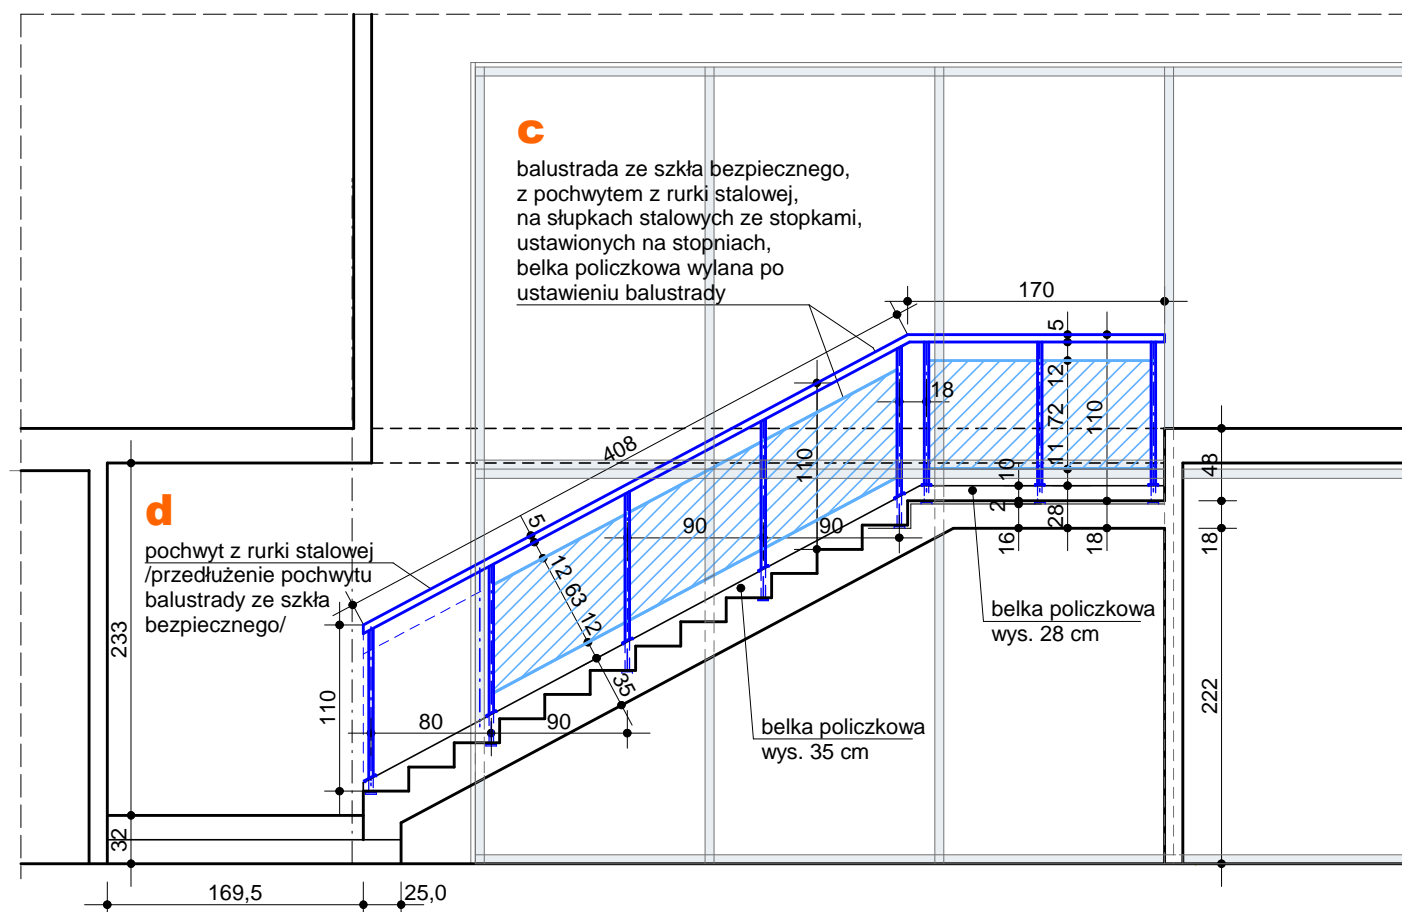 c
balustrada ze szkła bezpiecznego,
z pochwytem z rurki stalowej,
na słupkach stalowych ze stopkami,
ustawionych na stopniach,
belka policzkowa wylana po
ustawieniu balustrady
170
5
12
72
11
110
18
10
2
16
28
18
48
18
222
408
110
90
90
5
12
63
12
35
d
pochwyt z rurki stalowej
/przedłużenie pochwytu
balustrady ze szkła
bezpiecznego/
233
32
110
80
90
belka policzkowa
wys. 28 cm
belka policzkowa
wys. 35 cm
169,5
25,0